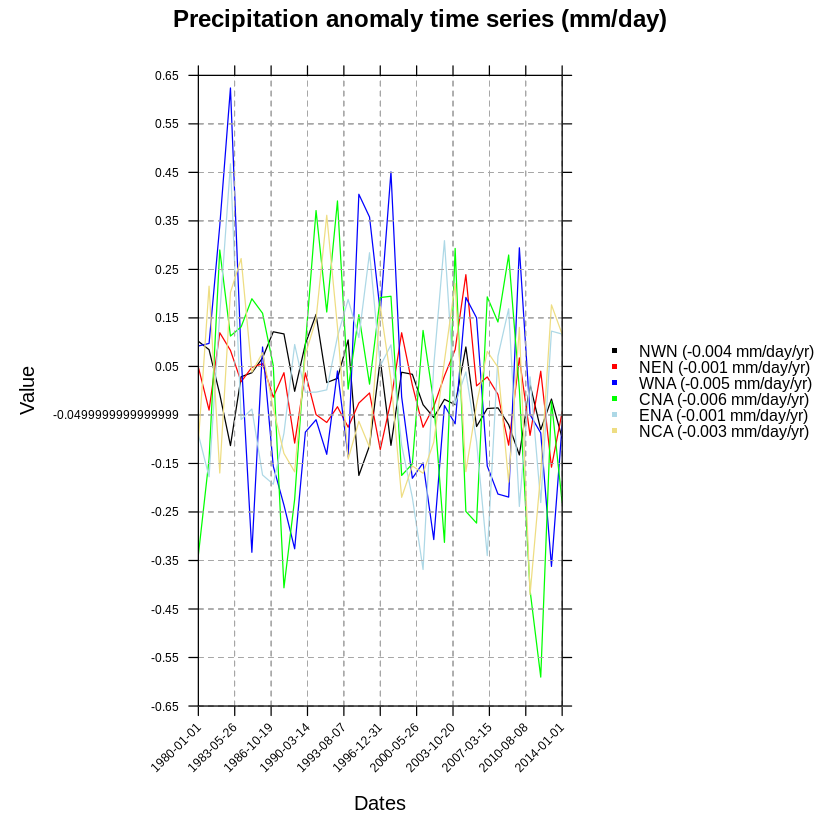 Precipitation anomaly time series (mm/day)
0.65
0.55
0.45
0.35
0.25
0.15
0.05
-0.0499999999999999
-0.15
-0.25
-0.35
-0.45
-0.55
-0.65
Value
1980-01-01
1983-05-26
1986-10-19
1990-03-14
1993-08-07
1996-12-31
2000-05-26
2003-10-20
2007-03-15
2010-08-08
2014-01-01
Dates
NWN (-0.004 mm/day/yr)
NEN (-0.001 mm/day/yr)
WNA (-0.005 mm/day/yr)
CNA (-0.006 mm/day/yr)
ENA (-0.001 mm/day/yr)
NCA (-0.003 mm/day/yr)